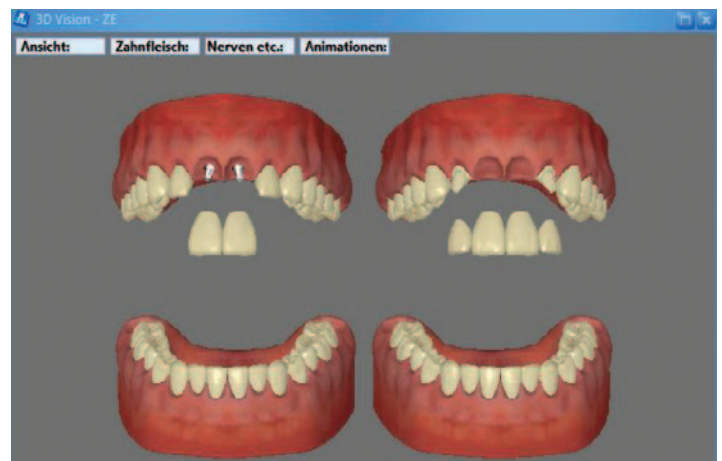 3D Vision - ZE
Ansicht: Zahnfleisch: Nerven etc.: Animationen: